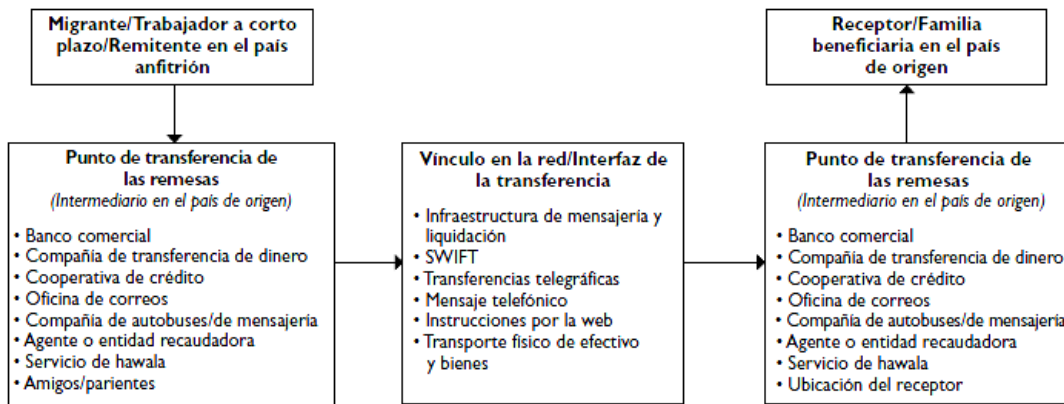 Migrante/Trabajador a corto
plazo/Remitente en el país
anfitrión
Receptor/Familia
beneficiaria en el país
de origen
Punto de transferencia de
las remesas
(Intermediario en el país de origen)
• Banco comercial
• Compañía de transferencia de dinero
• Cooperativa de crédito
• Oficina de correos
• Compañía de autobuses/de mensajería
• Agente o entidad recaudadora
• Servicio de hawala
• Amigos/parientes
Vínculo en la red/Interfaz de
la transferencia
• Infraestructura de mensajería y
liquidación
• SWIFT
• Transferencias telegráficas
• Mensaje telefónico
• Instrucciones por la web
• Transporte físico de efectivo
y bienes
Punto de transferencia de
las remesas
(Intermediario en el país de origen)
• Banco comercial
• Compañía de transferencia de dinero
• Cooperativa de crédito
• Oficina de correos
• Compañía de autobuses/de mensajería
• Agente o entidad recaudadora
• Servicio de hawala
• Ubicación del receptor